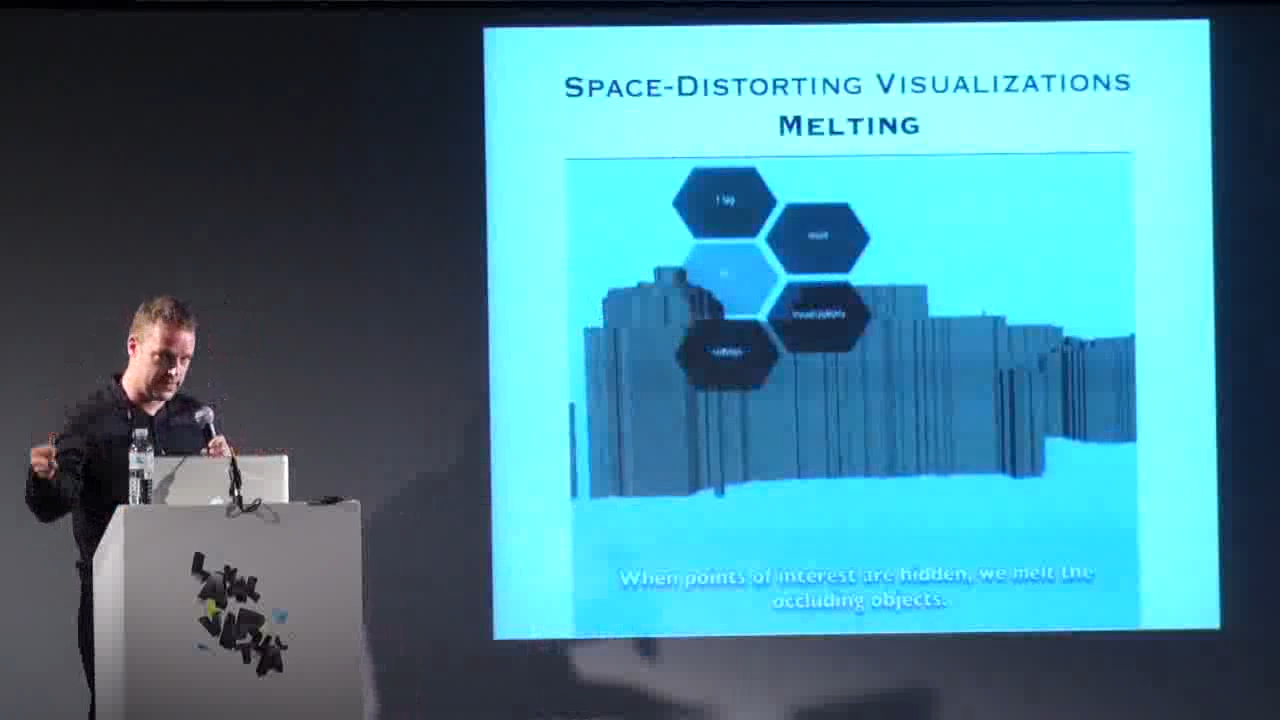 SPACE-DISTORTING VISUALIZATIONS
MELTING
When points of interest are hidden, we melt the
occluding objects.